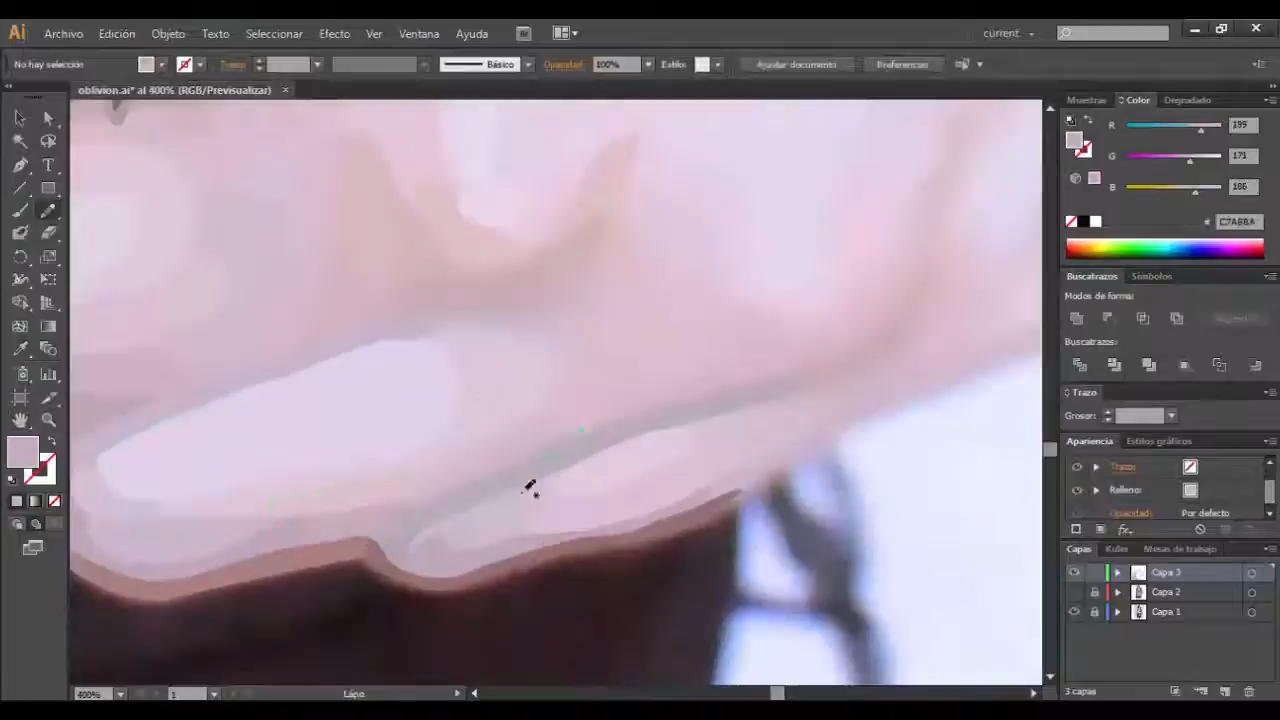 Ai Archivo Edición Objeto Texto Seleccionar Efecto Ver Ventana Ayuda Br current
No hay selección Trazo: Básico Opacidad: 100% Estilo: Ajustar documento Preferencias
oblivion.ai* al 400% (RGB/Previsualizar) ×
Muestras Color Degradado
R 199
G 171
B 186
# C7ABBA
Buscatrazos Símbolos
Modos de forma:
Buscatrazos:
Trazo
Grosor:
Apariencia Estilos gráficos
Trazo:
Relleno:
Opacidad: Por defecto
fx
Capas Kuler Mesas de trabajo
Capa 3
Capa 2
Capa 1
3 capas
400% 1 Lápiz